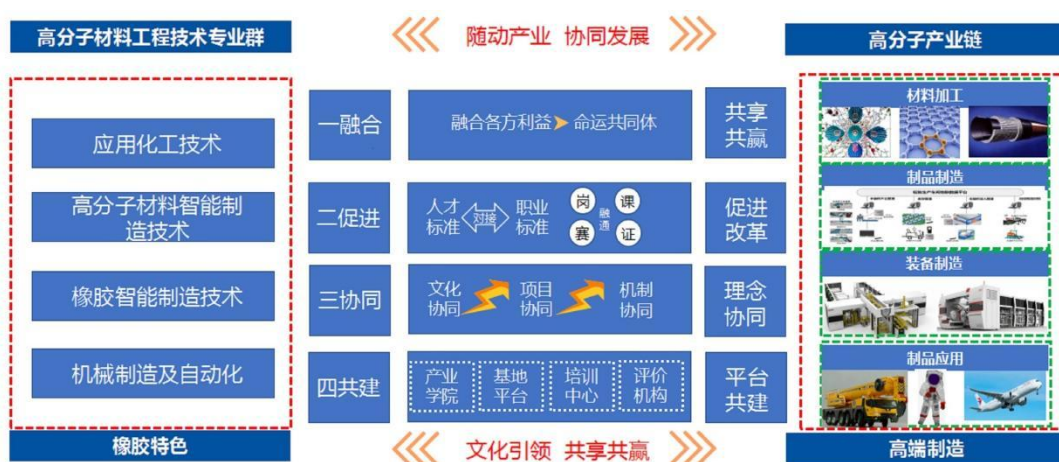 高分子材料工程技术专业群
随动产业 协同发展
高分子产业链
应用化工技术
高分子材料智能制
造技术
橡胶智能制造技术
机械制造及自动化
橡胶特色
一融合
融合各方利益
命运共同体
共享
共赢
二促进
人才
标准
对接
职业
标准
岗
课
融
通
赛
证
促进
改革
三协同
文化
协同
项目
协同
机制
协同
理念
协同
四共建
产业
学院
基地
平台
培训
中心
评价
机构
平台
共建
文化引领 共享共赢
材料加工
制品制造
装备制造
制品应用
高端制造